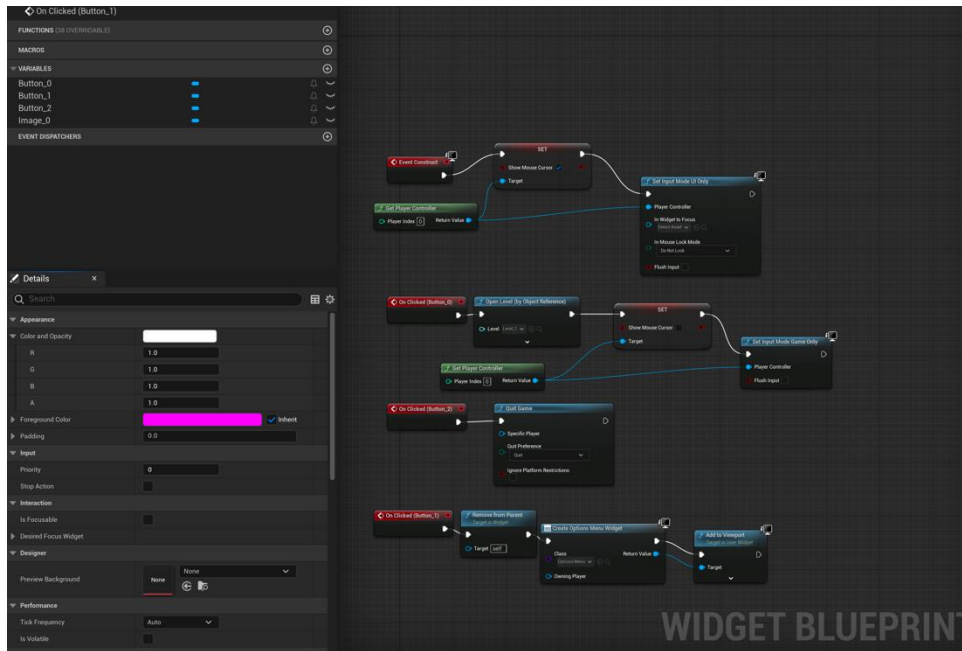 On Clicked (Button_1)
FUNCTIONS (38 OVERRIDABLE)
MACROS
VARIABLES
Button_0
Button_1
Button_2
Image_0
EVENT DISPATCHERS
Details
Search
Appearance
Color and Opacity
R 1.0
G 1.0
B 1.0
A 1.0
Foreground Color Inherit
Padding 0.0
Input
Priority 0
Stop Action
Interaction
Is Focusable
Desired Focus Widget
Designer
Preview Background None None
Performance
Tick Frequency Auto
Is Volatile
Event Construct
SET
Show Mouse Cursor
Target
Get Player Controller
Player Index 0 Return Value
Set Input Mode UI Only
Player Controller
In Widget to Focus
Select Asset
In Mouse Lock Mode
Do Not Lock
Flush Input
On Clicked (Button_0)
Open Level (by Object Reference)
Level
SET
Show Mouse Cursor
Target
Get Player Controller
Player Index 0 Return Value
Set Input Mode Game Only
Player Controller
Flush Input
On Clicked (Button_2)
Quit Game
Specific Player
Quit Preference
Quit
Ignore Platform Restrictions
On Clicked (Button_1)
Remove from Parent
Target is Widget
Target self
Create Options Menu Widget
Class Return Value
Options Menu
Owning Player
Add to Viewport
Target is User Widget
Target
WIDGET BLUEPRINT